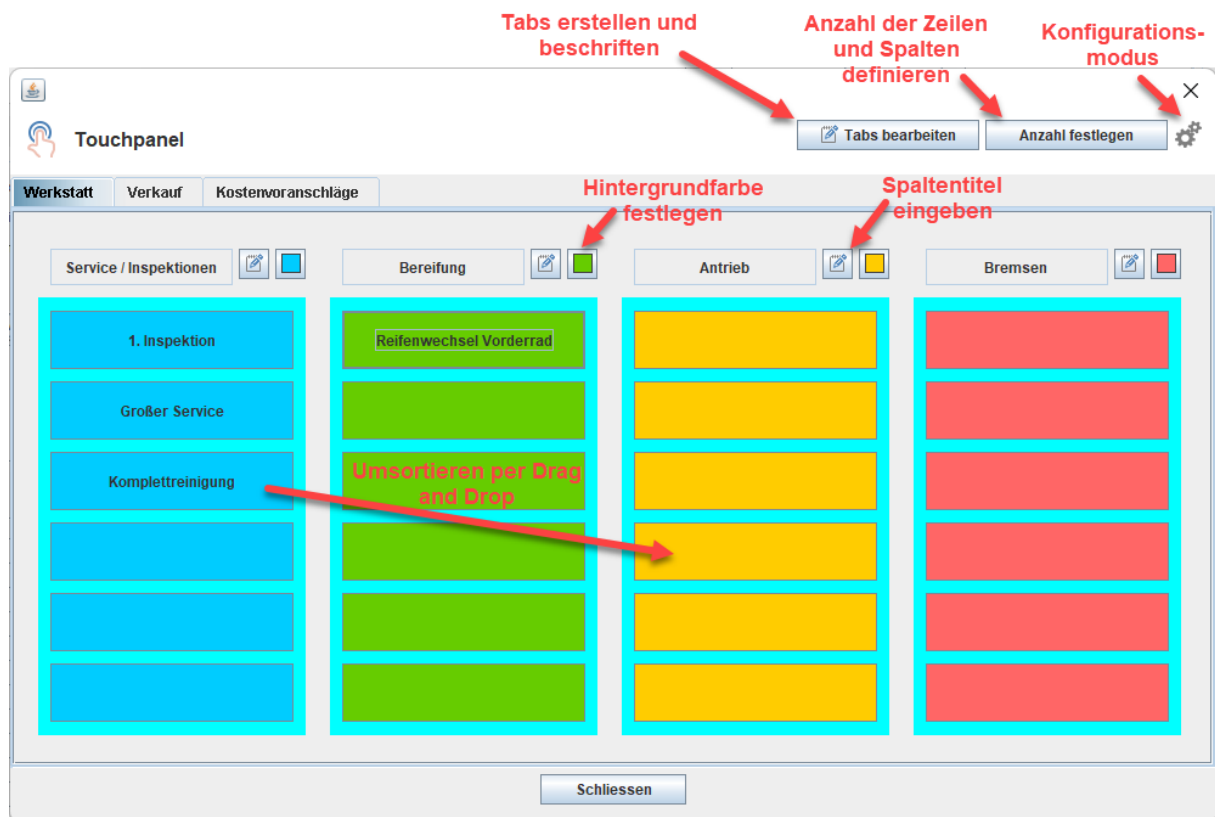 Tabs erstellen und
beschriften
Anzahl der Zeilen
und Spalten
definieren
Konfigurations-
modus
Touchpanel
Tabs bearbeiten
Anzahl festlegen
Werkstatt
Verkauf
Kostenvoranschläge
Hintergrundfarbe
festlegen
Spaltentitel
eingeben
Service / Inspektionen
Bereifung
Antrieb
Bremsen
1. Inspektion
Reifenwechsel Vorderrad
Großer Service
Komplettreinigung
Umsortieren per Drag
and Drop
Schliessen